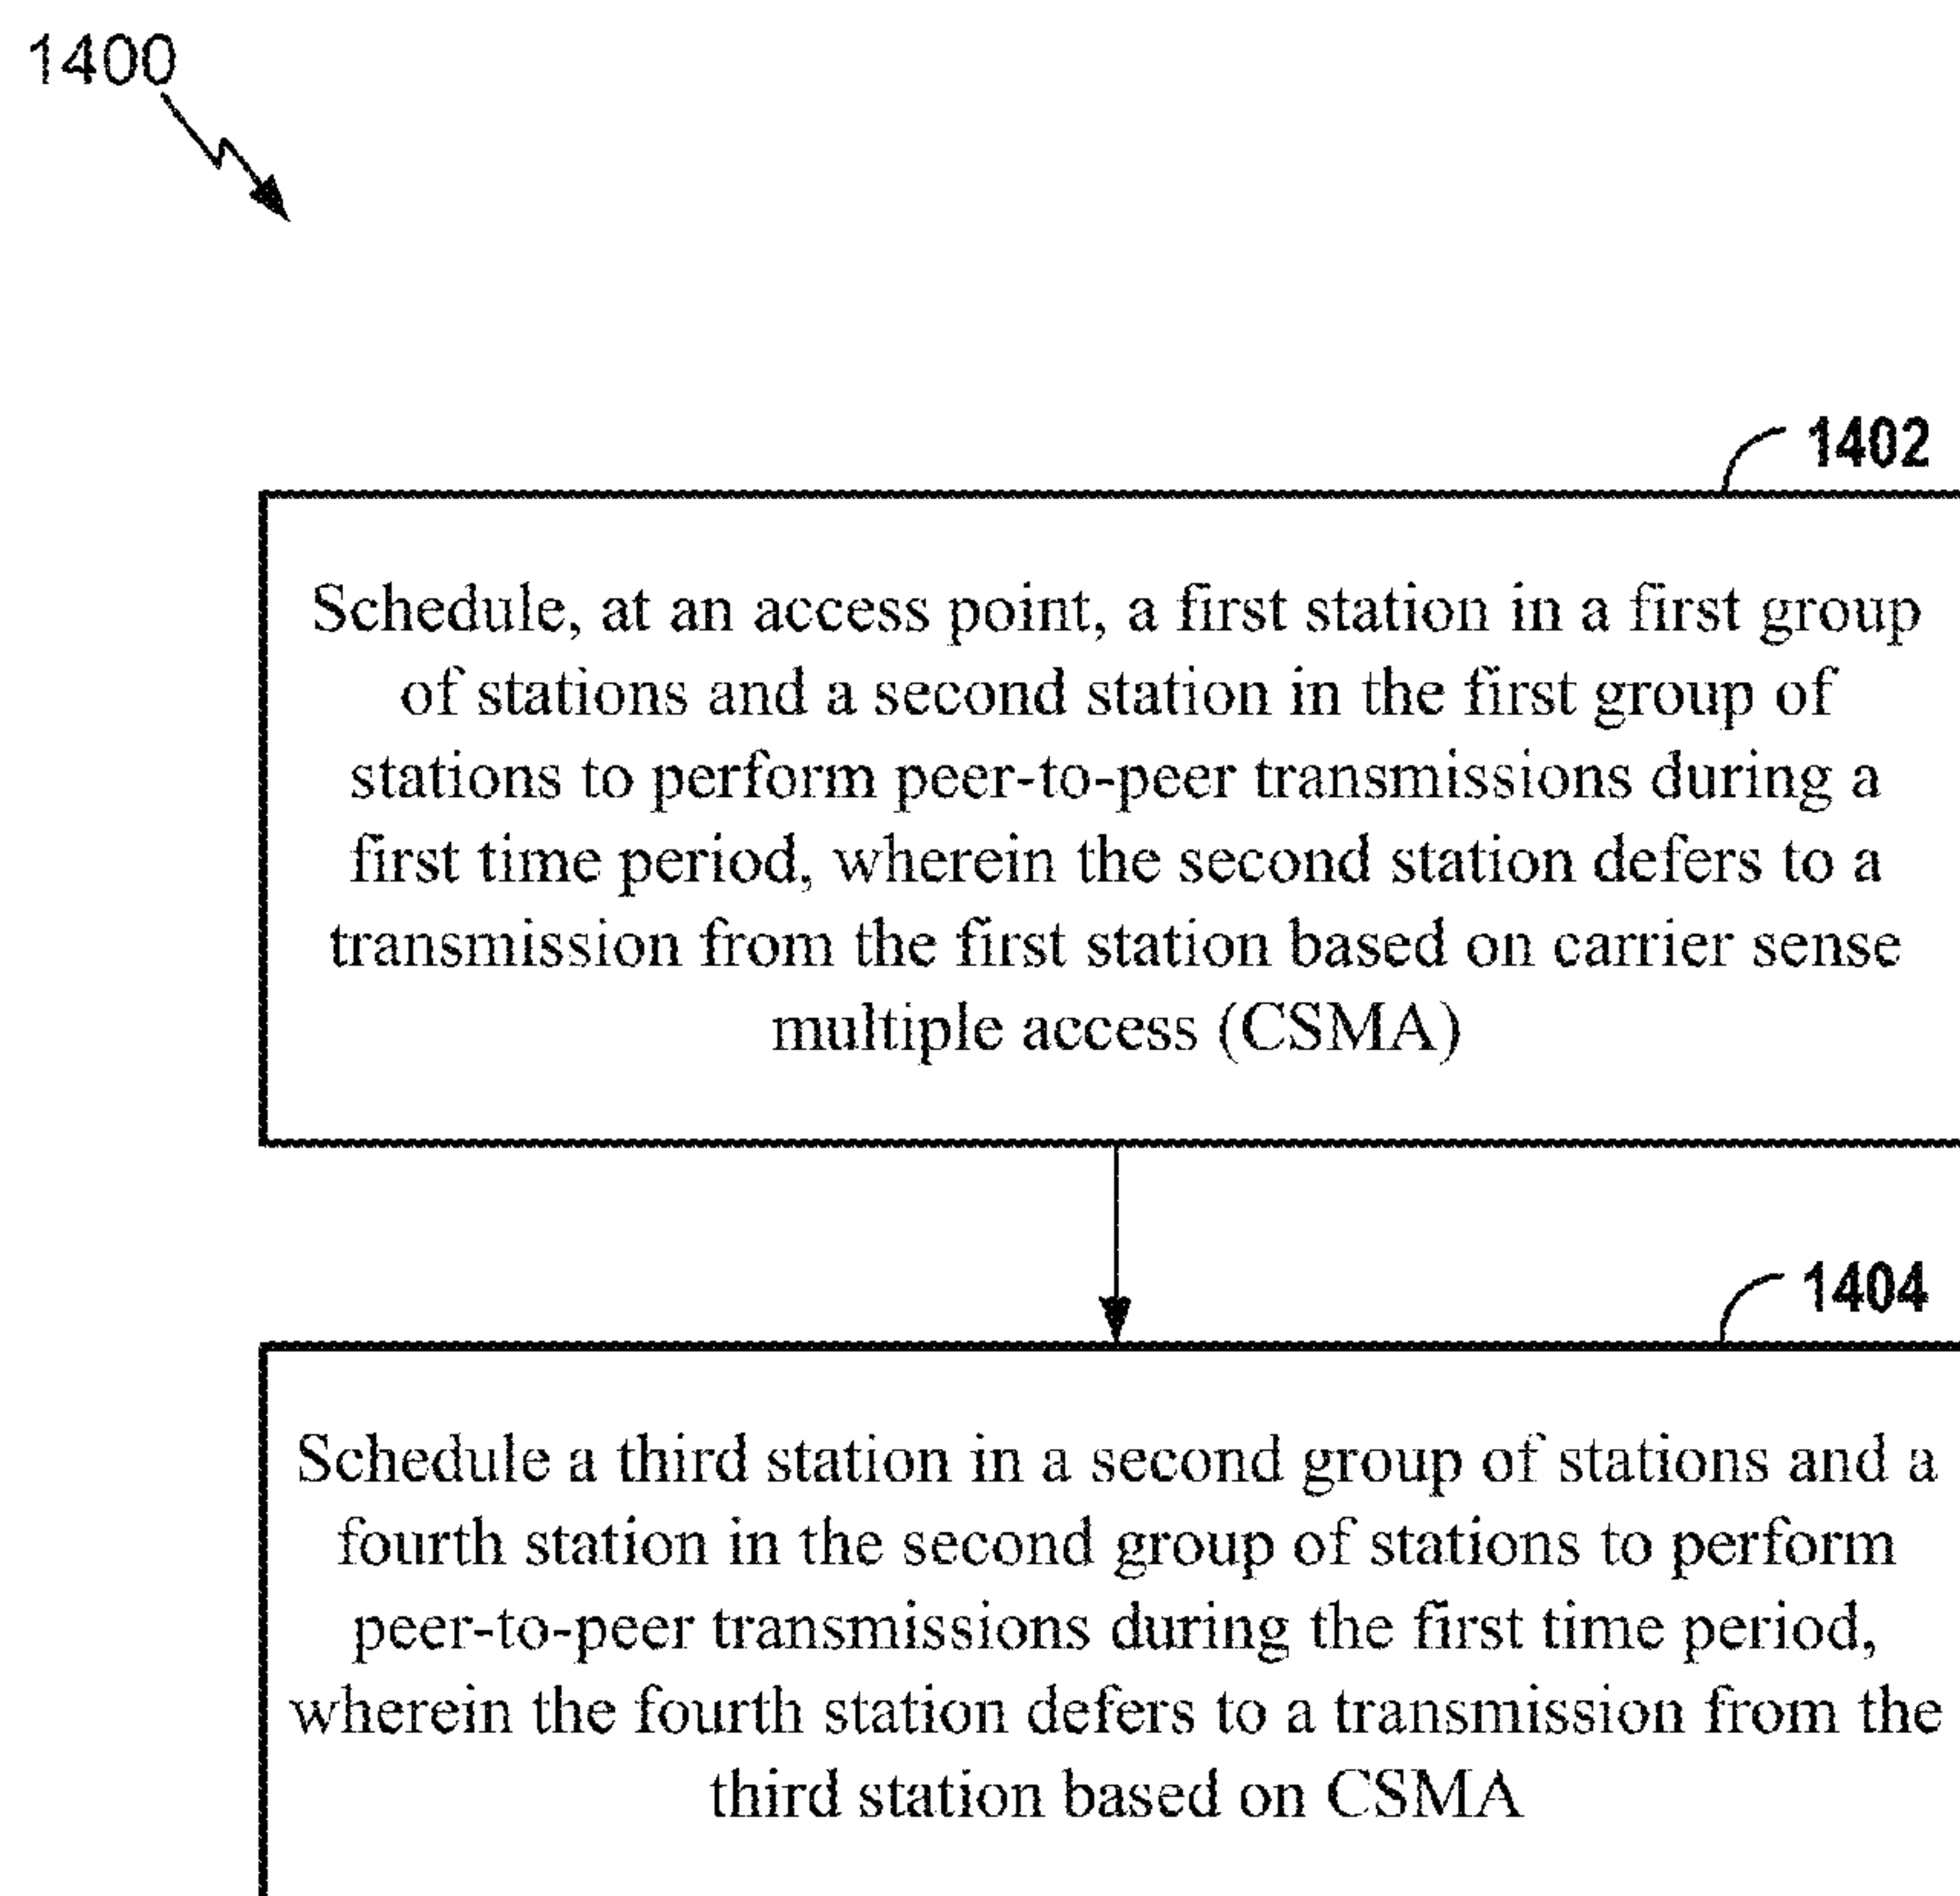 1400
1402
Schedule, at an access point, a first station in a first group
of stations and a second station in the first group of
stations to perform peer-to-peer transmissions during a
first time period, wherein the second station defers to a
transmission from the first station based on carrier sense
multiple access (CSMA)
1404
Schedule a third station in a second group of stations and a
fourth station in the second group of stations to perform
peer-to-peer transmissions during the first time period,
wherein the fourth station defers to a transmission from the
third station based on CSMA